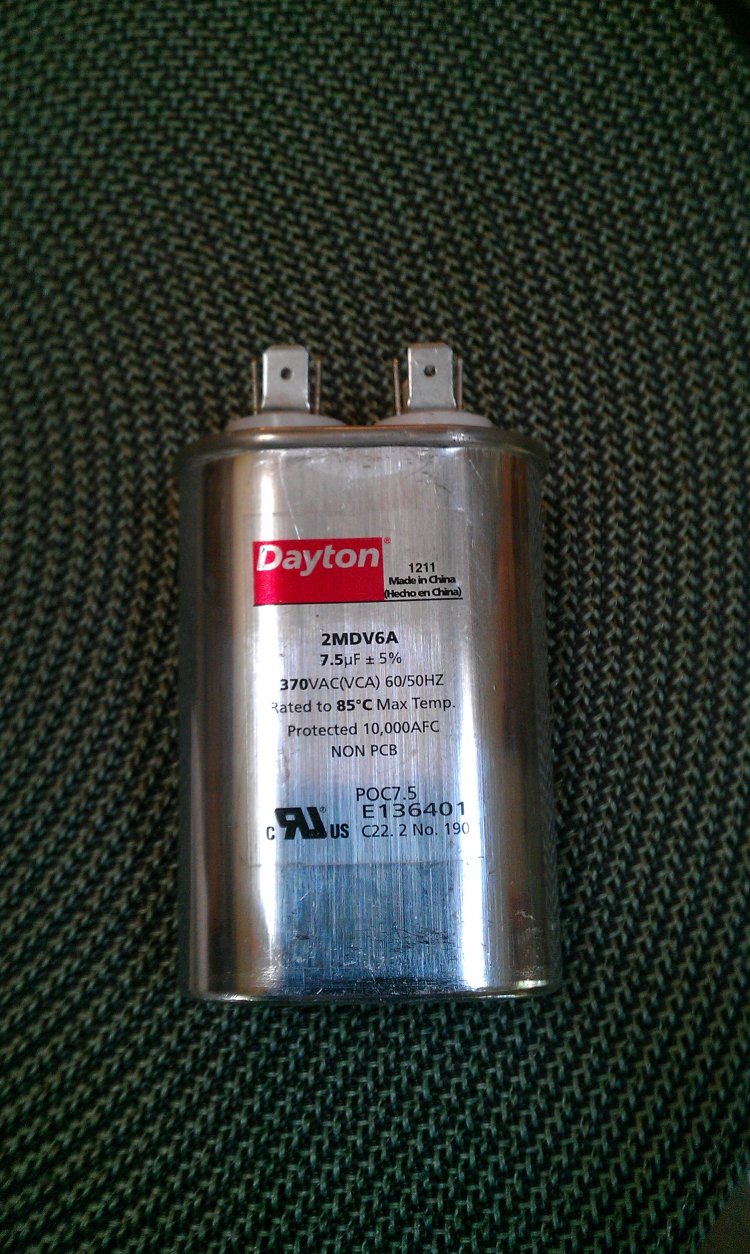 Dayton®
1211
Made in China
(Hecho en China)
2MDV6A
7.5µF ± 5%
370VAC(VCA) 60/50HZ
Rated to 85°C Max Temp.
Protected 10,000AFC
NON PCB
POC7.5
E136401
C RU® US C22. 2 No. 190